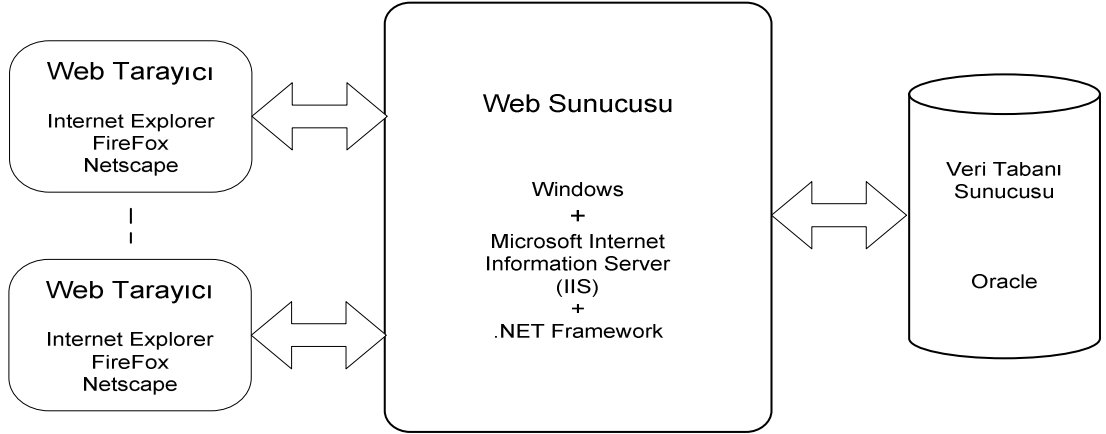 Web Tarayıcı
Internet Explorer
FireFox
Netscape
Web Tarayıcı
Internet Explorer
FireFox
Netscape
Web Sunucusu
Windows
+
Microsoft Internet
Information Server
(IIS)
+
.NET Framework
Veri Tabanı
Sunucusu
Oracle